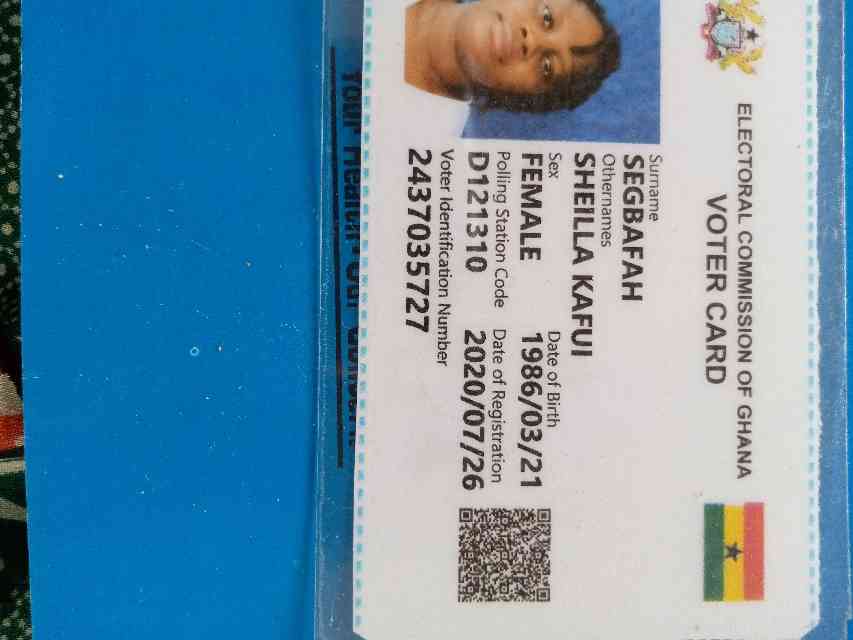 ELECTORAL COMMISSION OF GHANA
VOTER CARD
Surname
SEGBAFAH
Othernames
SHEILLA KAFUI
Sex Date of Birth
FEMALE 1986/03/21
Polling Station Code Date of Registration
D121310 2020/07/26
Voter Identification Number
2437035727
Your Health Our